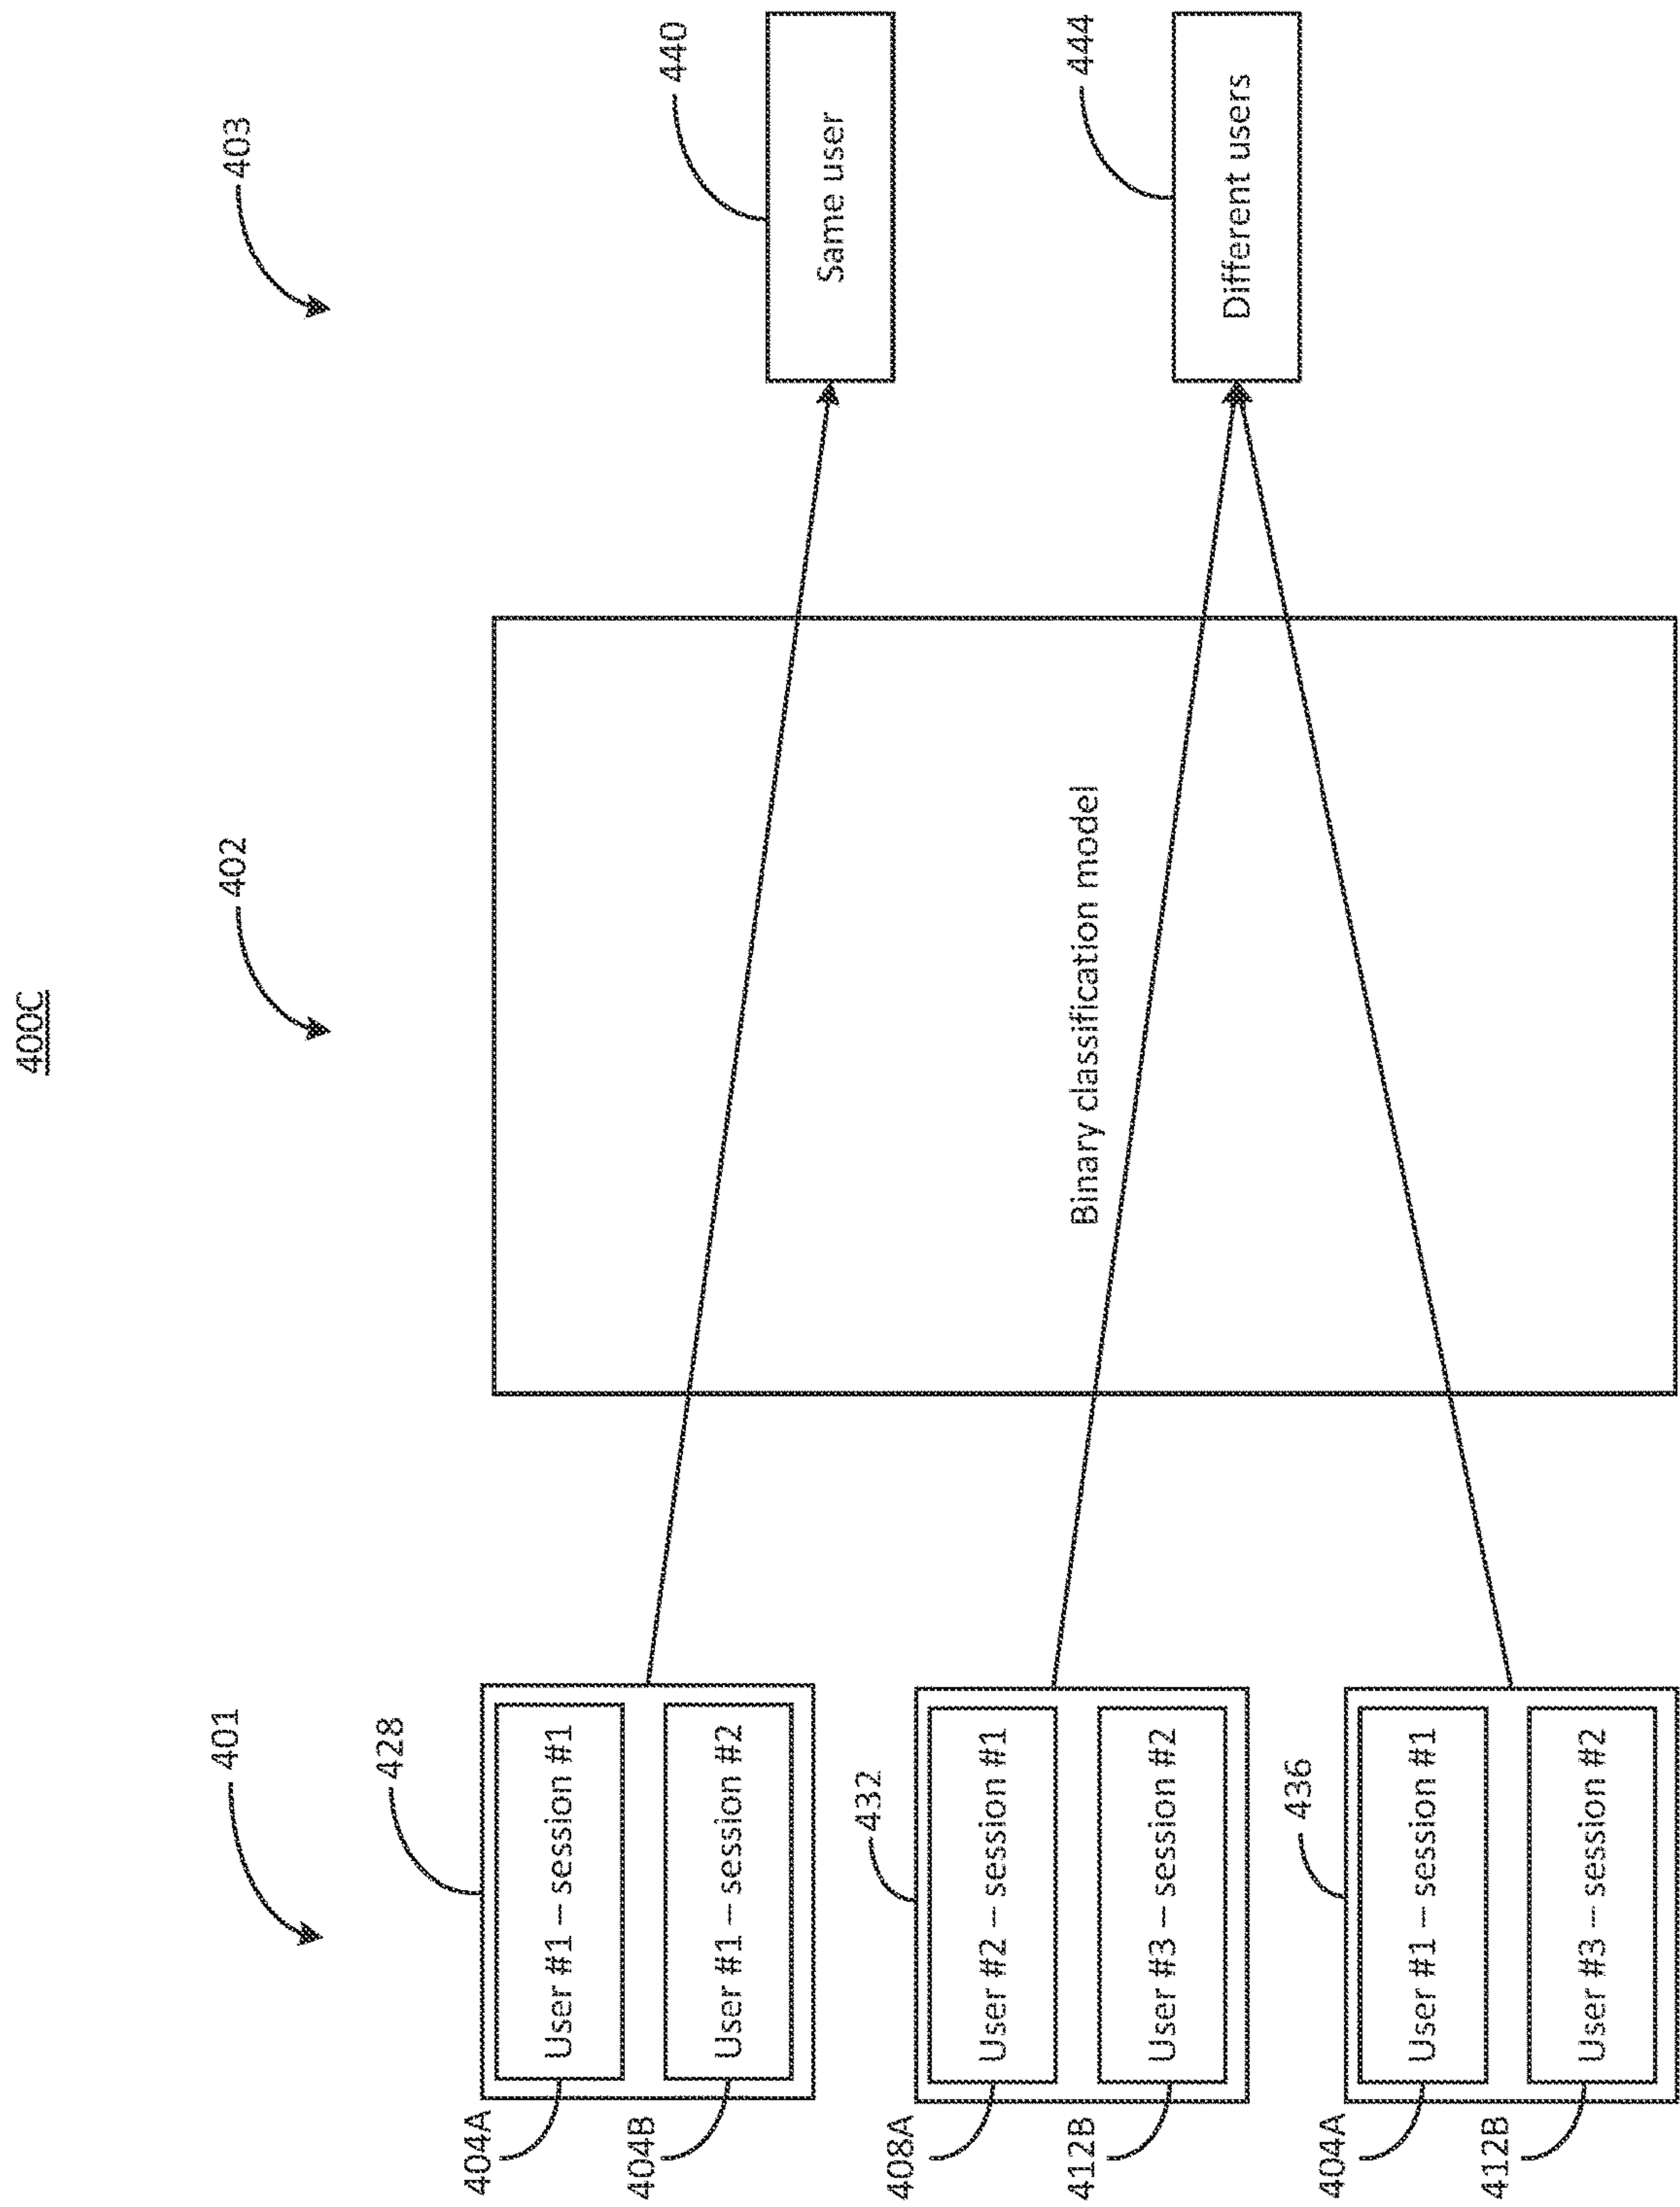 400C
401
402
403
428
404A
User #1 – session #1
404B
User #1 – session #2
432
408A
User #2 – session #1
412B
User #3 – session #2
436
404A
User #1 – session #1
412B
User #3 – session #2
Binary classification model
440
Same user
444
Different users